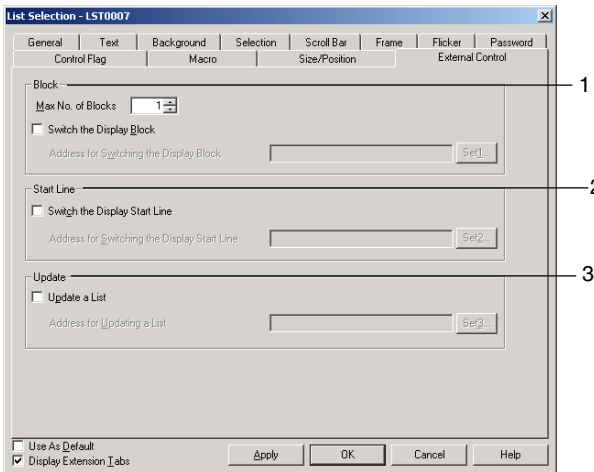 List Selection - LST0007
General Text Background Selection Scroll Bar Frame Flicker Password
Control Flag Macro Size/Position External Control
Block
1
Max No. of Blocks 1
Switch the Display Block
Address for Switching the Display Block Set1...
Start Line
2
Switch the Display Start Line
Address for Switching the Display Start Line Set2...
Update
3
Update a List
Address for Updating a List Set3...
Use As Default
Display Extension Tabs
Apply OK Cancel Help